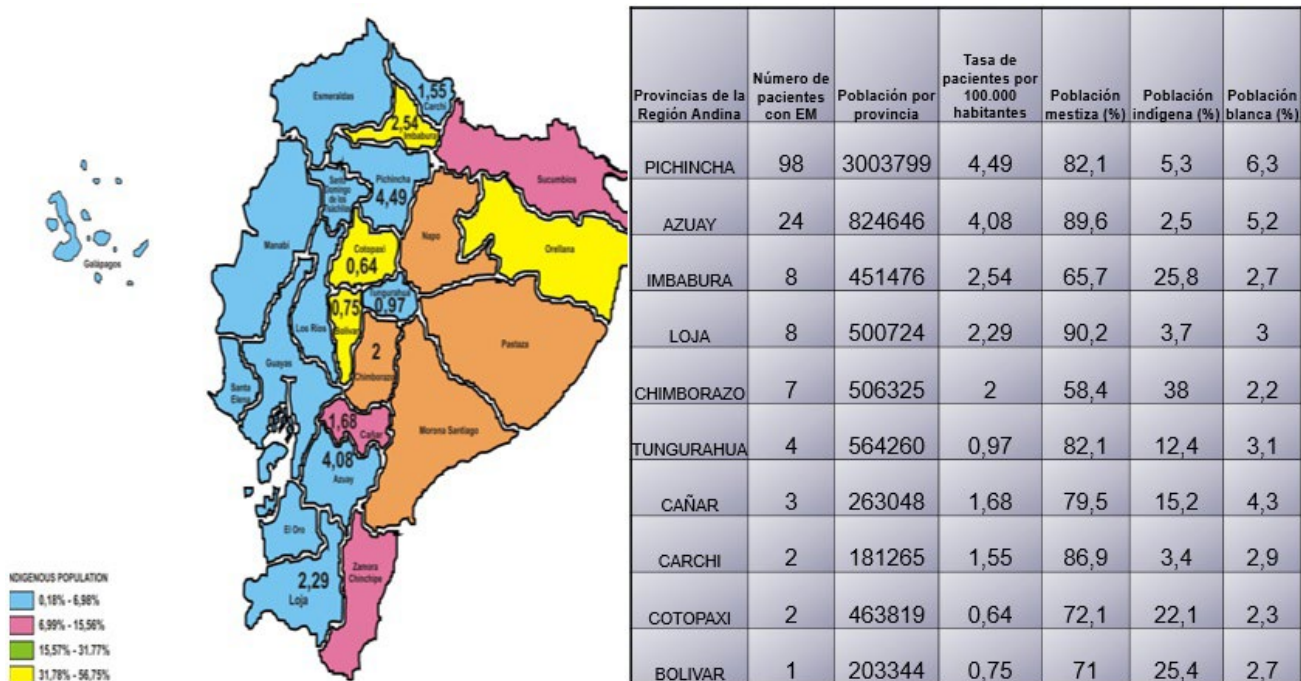 Esmeraldas
1,55
Carchi
2,54
Imbabura
Sucumbios
Santo
Domingo
de los
Tsáchilas
Pichincha
4,49
Galápagos
Manabí
Cotopaxi
0,64
Napo
Orellana
Tungurahua
0,97
0,75
Bolívar
Los Ríos
Pastaza
Guayas
2
Chimborazo
Santa
Elena
1,68
Cañar
Morona Santiago
4,08
Azuay
El Oro
Zamora
Chinchipe
2,29
Loja
NDIGENOUS POPULATION
0,18% - 6,98%
6,99% - 15,56%
15,57% - 31,77%
31,78% - 56,75%
Provincias de la Región Andina Número de pacientes con EM Población por provincia Tasa de pacientes por 100.000 habitantes Población mestiza (%) Población indígena (%) Población blanca (%)
PICHINCHA 98 3003799 4,49 82,1 5,3 6,3
AZUAY 24 824646 4,08 89,6 2,5 5,2
IMBABURA 8 451476 2,54 65,7 25,8 2,7
LOJA 8 500724 2,29 90,2 3,7 3
CHIMBORAZO 7 506325 2 58,4 38 2,2
TUNGURAHUA 4 564260 0,97 82,1 12,4 3,1
CAÑAR 3 263048 1,68 79,5 15,2 4,3
CARCHI 2 181265 1,55 86,9 3,4 2,9
COTOPAXI 2 463819 0,64 72,1 22,1 2,3
BOLIVAR 1 203344 0,75 71 25,4 2,7